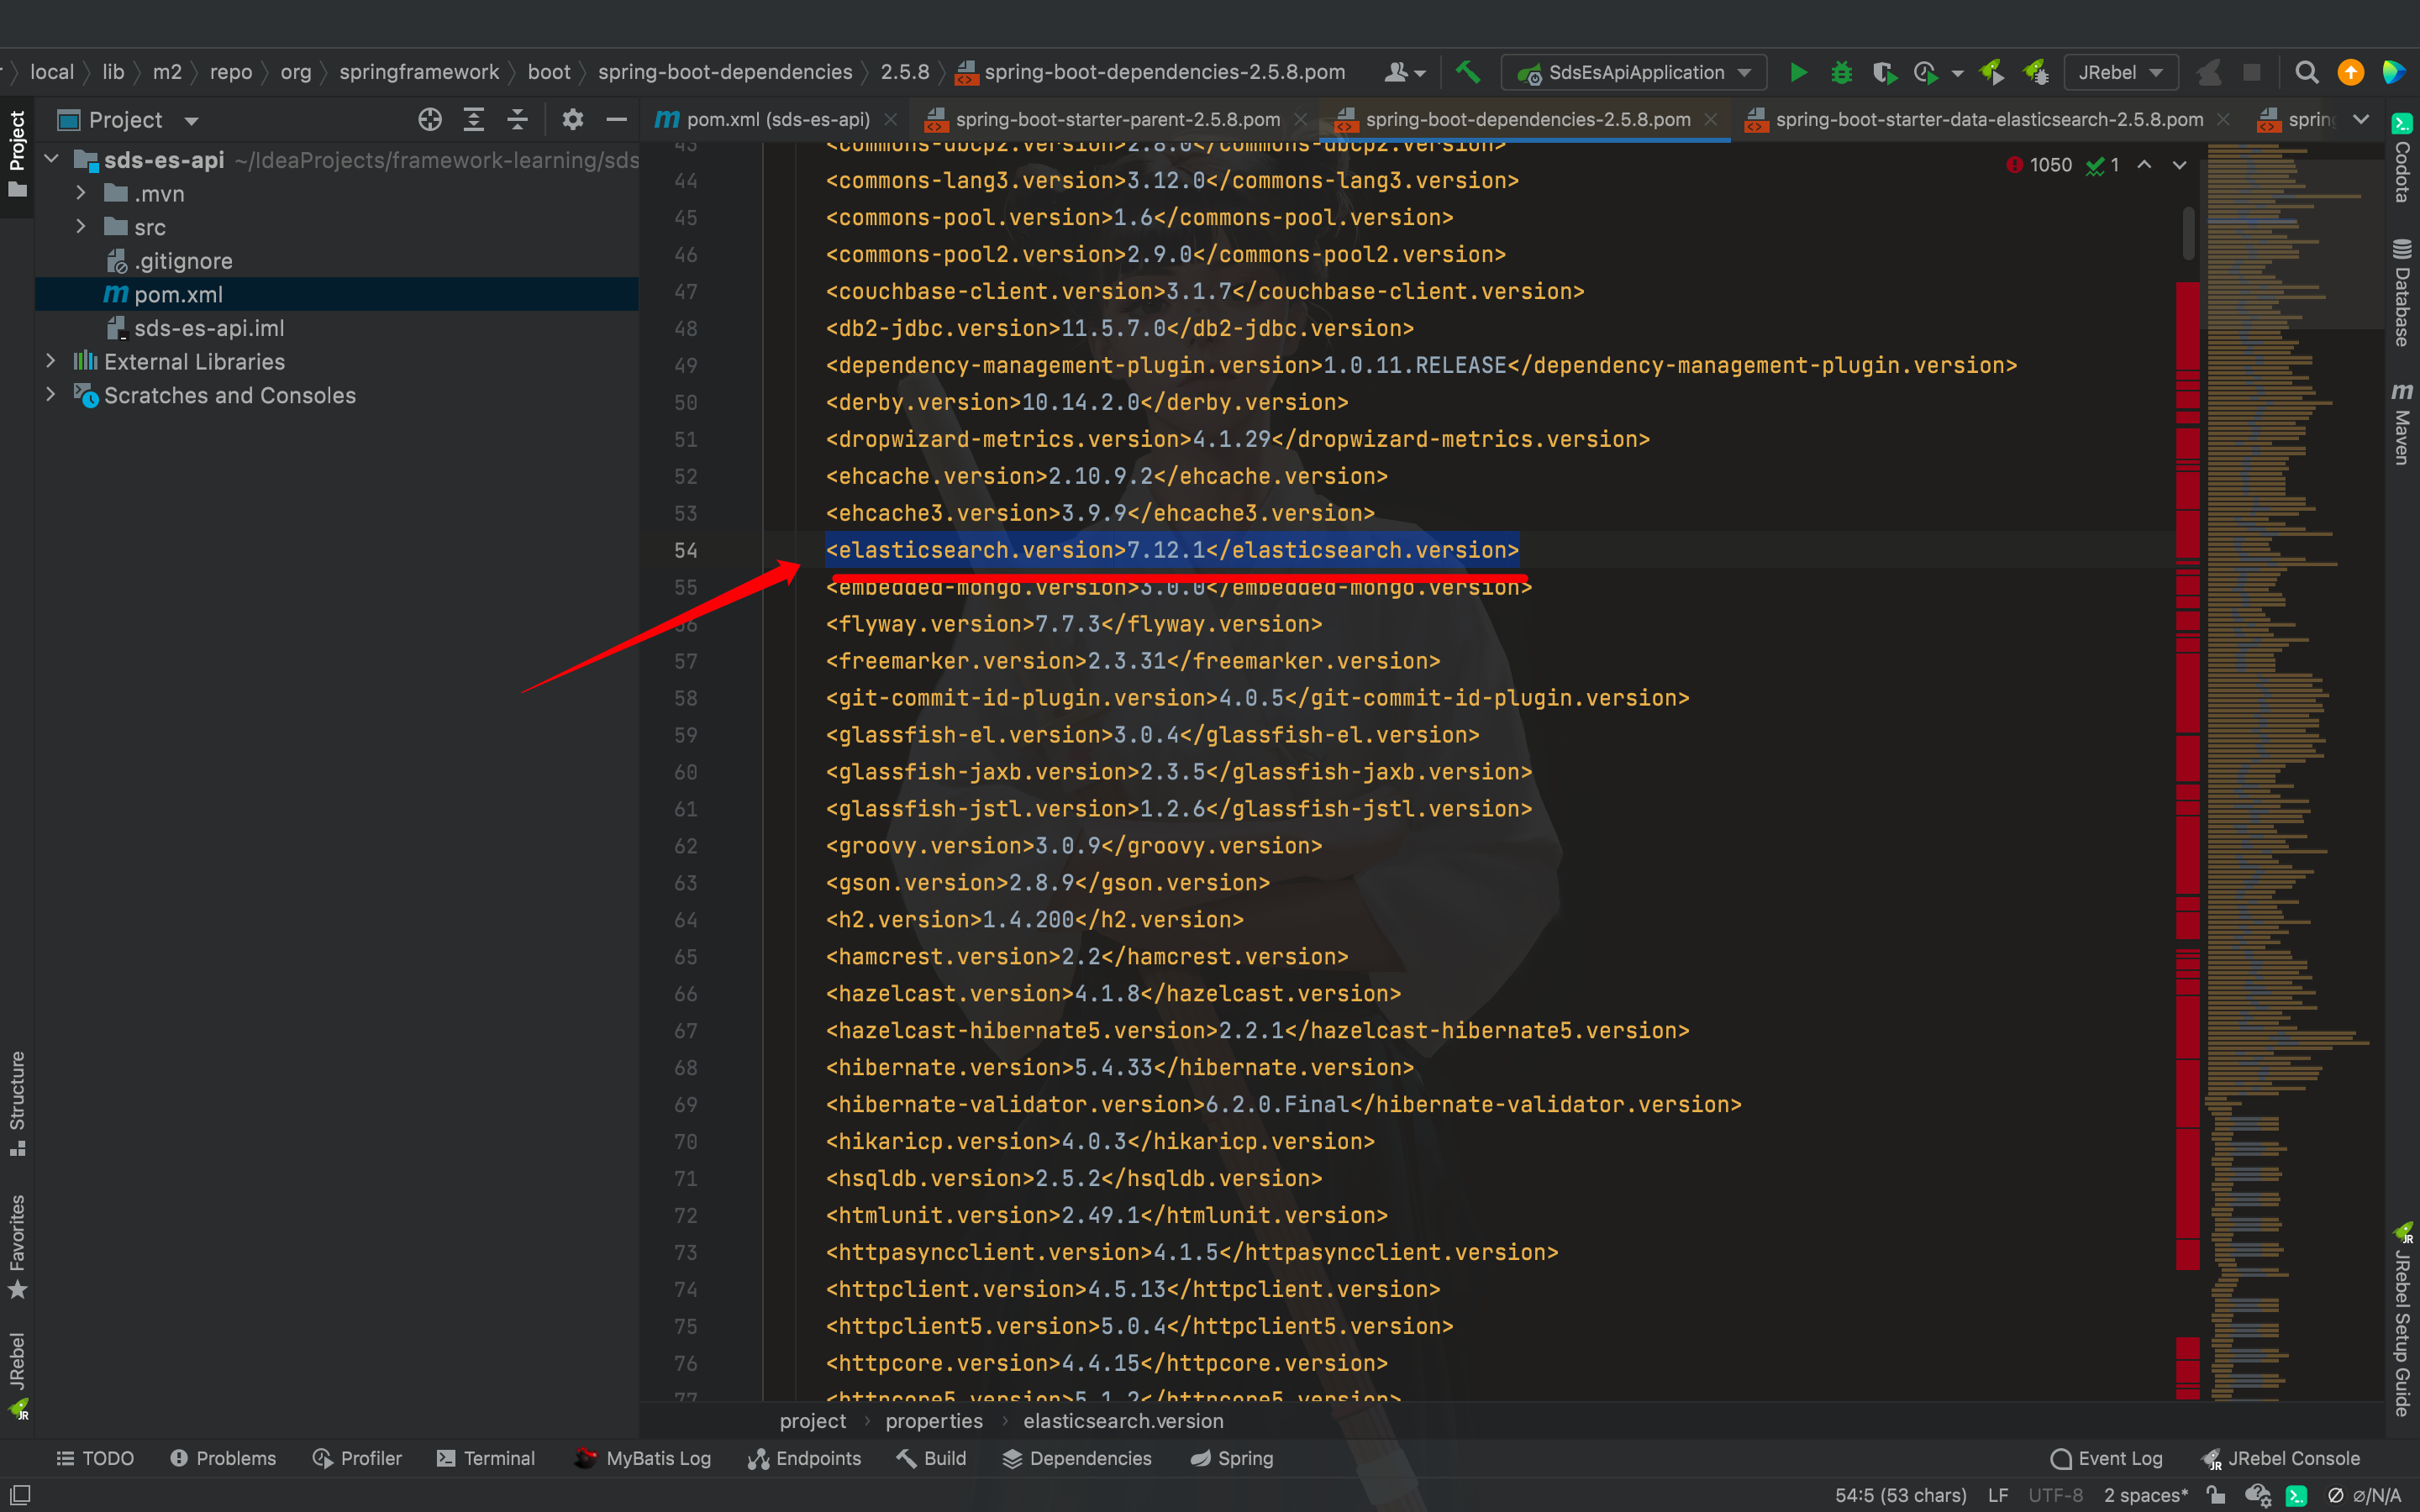 local lib m2 repo org springframework boot spring-boot-dependencies 2.5.8 spring-boot-dependencies-2.5.8.pom SdsEsApiApplication JRebel
Project
pom.xml (sds-es-api) spring-boot-starter-parent-2.5.8.pom spring-boot-dependencies-2.5.8.pom spring-boot-starter-data-elasticsearch-2.5.8.pom spring
sds-es-api ~/IdeaProjects/framework-learning/sds
.mvn
src
.gitignore
pom.xml
sds-es-api.iml
External Libraries
Scratches and Consoles
1050 1
43 <commons-dbcp2.version>2.8.0</commons-dbcp2.version>
44 <commons-lang3.version>3.12.0</commons-lang3.version>
45 <commons-pool.version>1.6</commons-pool.version>
46 <commons-pool2.version>2.9.0</commons-pool2.version>
47 <couchbase-client.version>3.1.7</couchbase-client.version>
48 <db2-jdbc.version>11.5.7.0</db2-jdbc.version>
49 <dependency-management-plugin.version>1.0.11.RELEASE</dependency-management-plugin.version>
50 <derby.version>10.14.2.0</derby.version>
51 <dropwizard-metrics.version>4.1.29</dropwizard-metrics.version>
52 <ehcache.version>2.10.9.2</ehcache.version>
53 <ehcache3.version>3.9.9</ehcache3.version>
54 <elasticsearch.version>7.12.1</elasticsearch.version>
55 <embedded-mongo.version>3.0.0</embedded-mongo.version>
56 <flyway.version>7.7.3</flyway.version>
57 <freemarker.version>2.3.31</freemarker.version>
58 <git-commit-id-plugin.version>4.0.5</git-commit-id-plugin.version>
59 <glassfish-el.version>3.0.4</glassfish-el.version>
60 <glassfish-jaxb.version>2.3.5</glassfish-jaxb.version>
61 <glassfish-jstl.version>1.2.6</glassfish-jstl.version>
62 <groovy.version>3.0.9</groovy.version>
63 <gson.version>2.8.9</gson.version>
64 <h2.version>1.4.200</h2.version>
65 <hamcrest.version>2.2</hamcrest.version>
66 <hazelcast.version>4.1.8</hazelcast.version>
67 <hazelcast-hibernate5.version>2.2.1</hazelcast-hibernate5.version>
68 <hibernate.version>5.4.33</hibernate.version>
69 <hibernate-validator.version>6.2.0.Final</hibernate-validator.version>
70 <hikaricp.version>4.0.3</hikaricp.version>
71 <hsqldb.version>2.5.2</hsqldb.version>
72 <htmlunit.version>2.49.1</htmlunit.version>
73 <httpasyncclient.version>4.1.5</httpasyncclient.version>
74 <httpclient.version>4.5.13</httpclient.version>
75 <httpclient5.version>5.0.4</httpclient5.version>
76 <httpcore.version>4.4.15</httpcore.version>
77 <httpcore5.version>5.1.2</httpcore5.version>
project properties elasticsearch.version
Project
Structure
Favorites
JRebel
Codota
Database
Maven
JRebel Setup Guide
TODO Problems Profiler Terminal MyBatis Log Endpoints Build Dependencies Spring Event Log JRebel Console
54:5 (53 chars) LF UTF-8 2 spaces* ∅/N/A